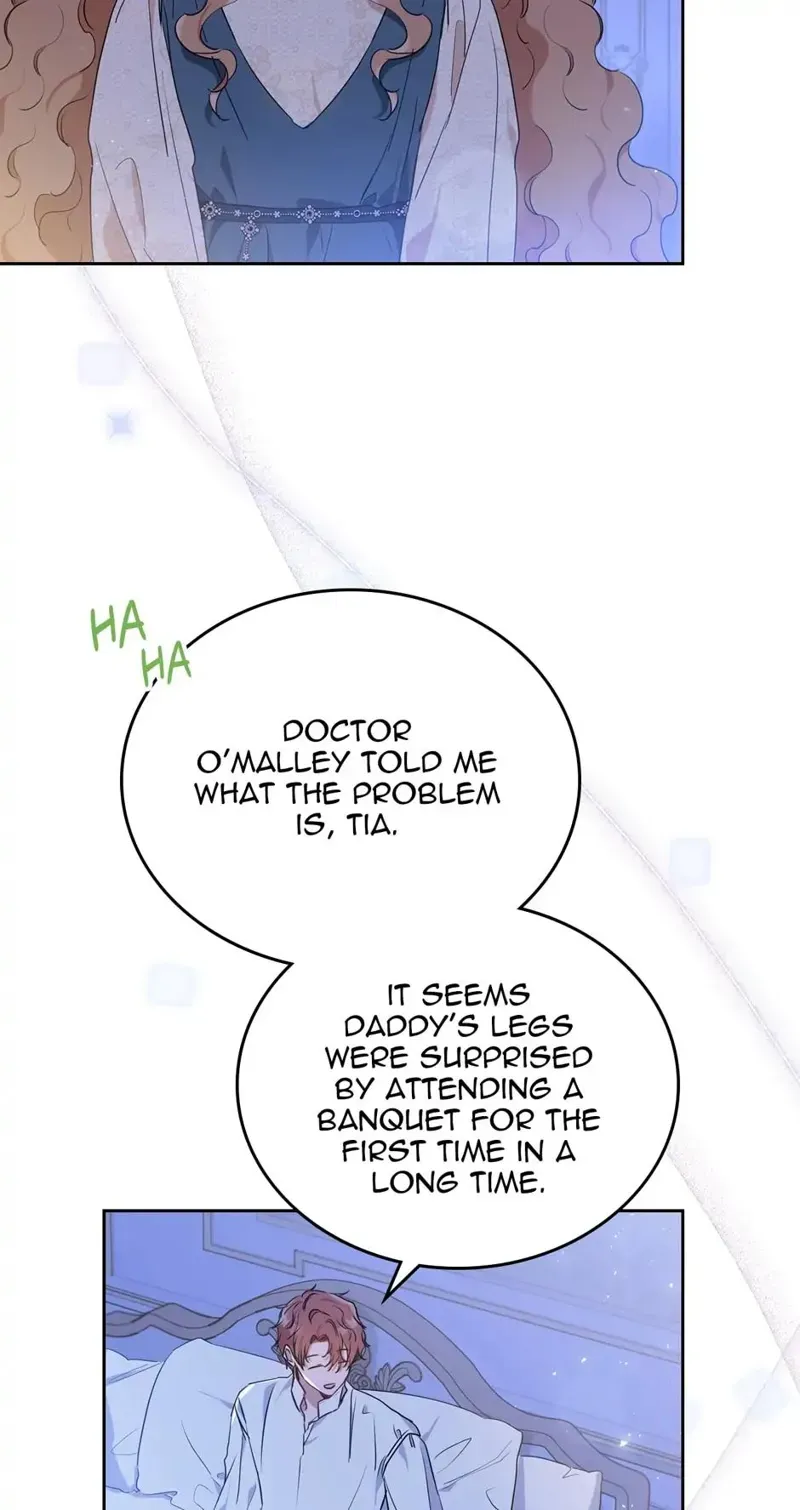 HA
HA
DOCTOR
O'MALLEY TOLD ME
WHAT THE PROBLEM
IS, TIA.
IT SEEMS
DADDY'S LEGS
WERE SURPRISED
BY ATTENDING A
BANQUET FOR THE
FIRST TIME IN A
LONG TIME.